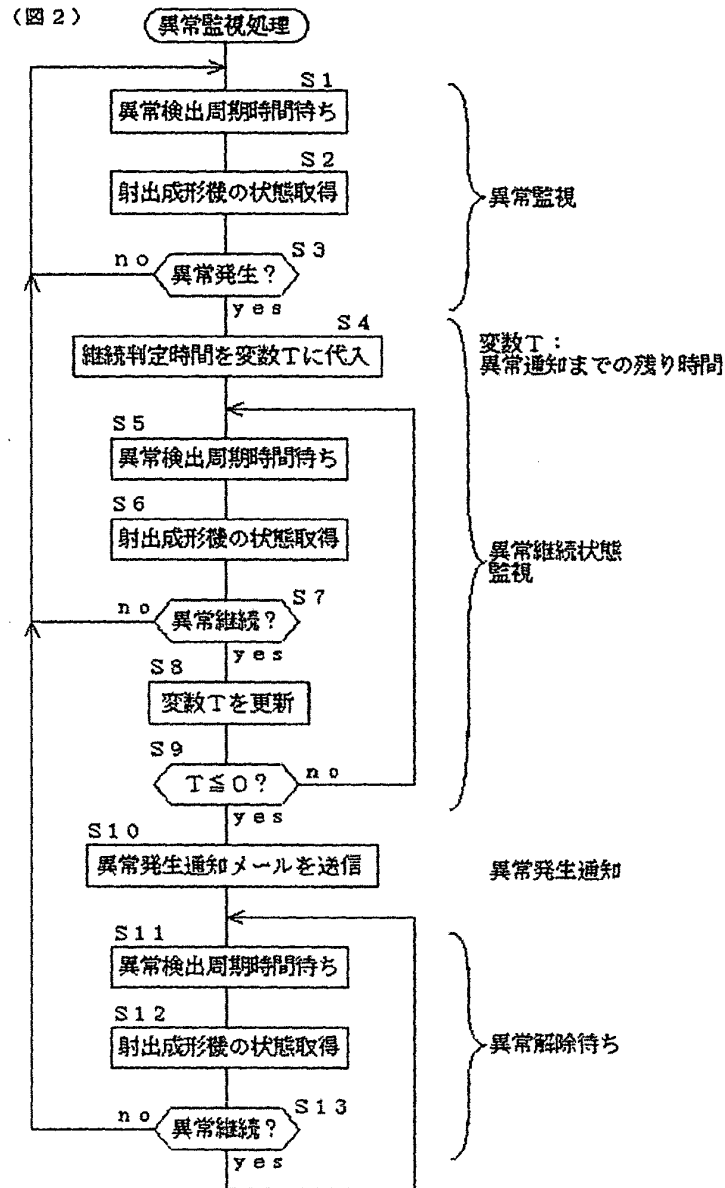 （図２）
異常監視処理
Ｓ１
異常検出周期時間待ち
Ｓ２
射出成形機の状態取得
異常監視
Ｓ３
ｎｏ
異常発生？
ｙｅｓ
Ｓ４
継続判定時間を変数Ｔに代入
変数Ｔ：
異常通知までの残り時間
Ｓ５
異常検出周期時間待ち
Ｓ６
射出成形機の状態取得
異常継続状態
監視
Ｓ７
ｎｏ
異常継続？
ｙｅｓ
Ｓ８
変数Ｔを更新
Ｓ９
Ｔ≦０？
ｎｏ
ｙｅｓ
Ｓ１０
異常発生通知メールを送信
異常発生通知
Ｓ１１
異常検出周期時間待ち
Ｓ１２
射出成形機の状態取得
異常解除待ち
Ｓ１３
ｎｏ
異常継続？
ｙｅｓ